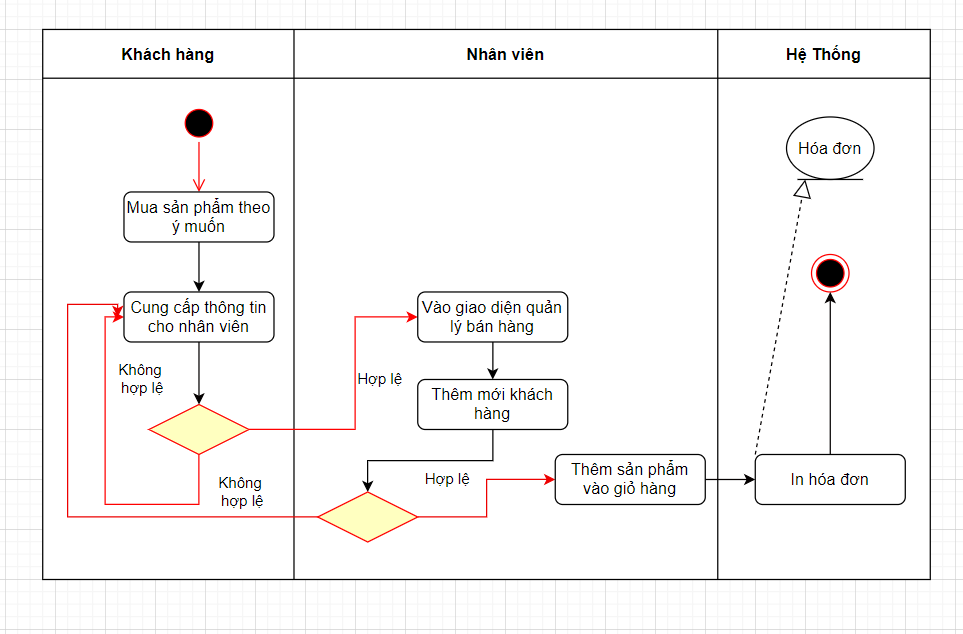 Khách hàng
Nhân viên
Hệ Thống
Hóa đơn
Mua sản phẩm theo
ý muốn
Cung cấp thông tin
cho nhân viên
Vào giao diện quản
lý bán hàng
Không
hợp lệ
Hợp lệ
Thêm mới khách
hàng
Không
hợp lệ
Hợp lệ
Thêm sản phẩm
vào giỏ hàng
In hóa đơn